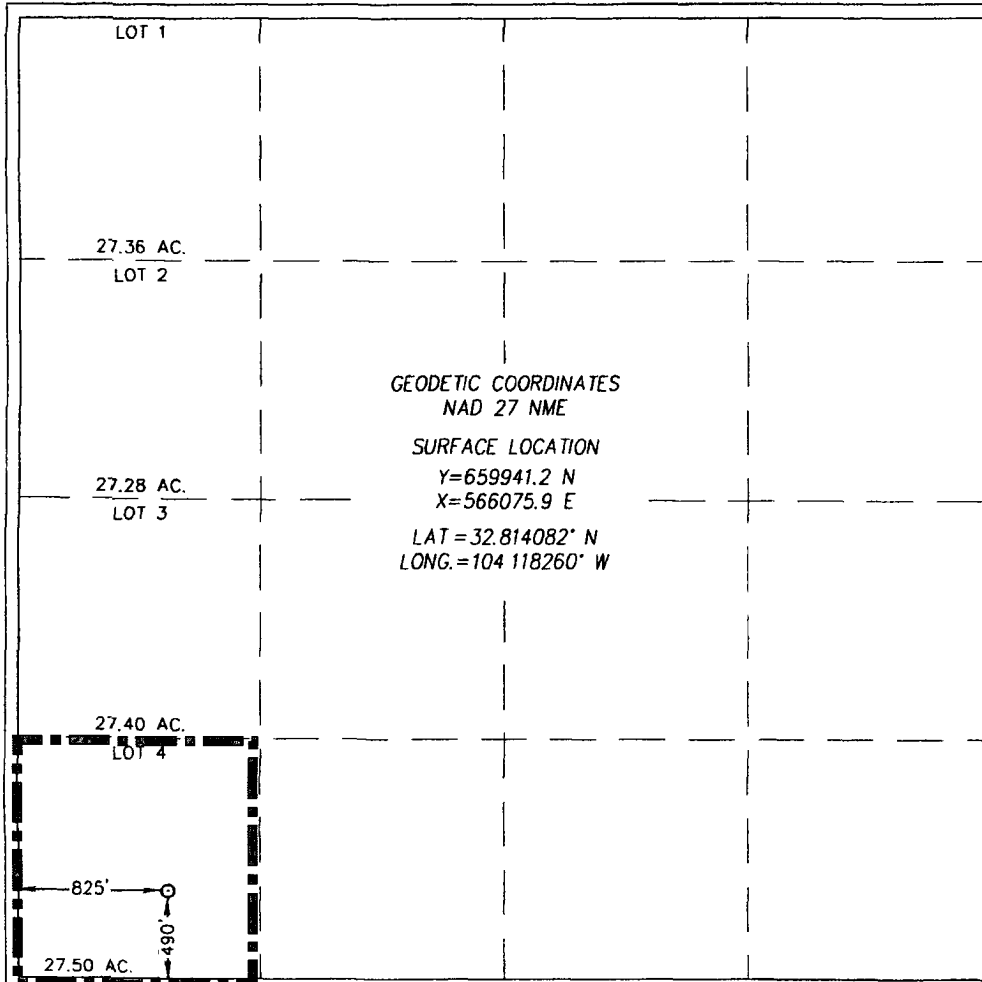 LOT 1
27.36 AC.
LOT 2
GEODETIC COORDINATES
NAD 27 NME
SURFACE LOCATION
Y=659941.2 N
X=566075.9 E
27.28 AC.
LOT 3
LAT = 32.814082° N
LONG.=104 118260° W
27.40 AC.
LOT 4
825'
490'
27.50 AC.